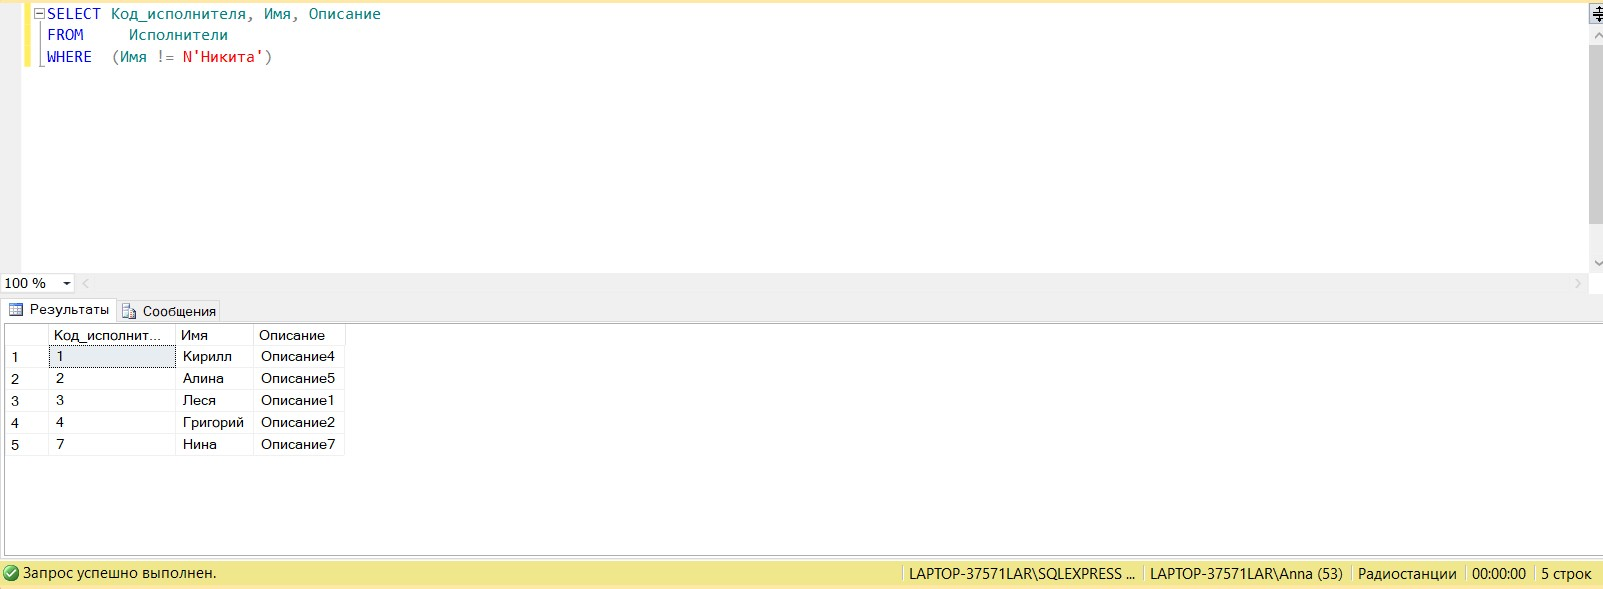 SELECT Код_исполнителя, Имя, Описание
FROM Исполнители
WHERE (Имя != N'Никита')
100 %
Результаты Сообщения
Код_исполнит... Имя Описание
1 1 Кирилл Описание4
2 2 Алина Описание5
3 3 Леся Описание1
4 4 Григорий Описание2
5 7 Нина Описание7
Запрос успешно выполнен. LAPTOP-37571LAR\SQLEXPRESS ... LAPTOP-37571LAR\Anna (53) Радиостанции 00:00:00 5 строк